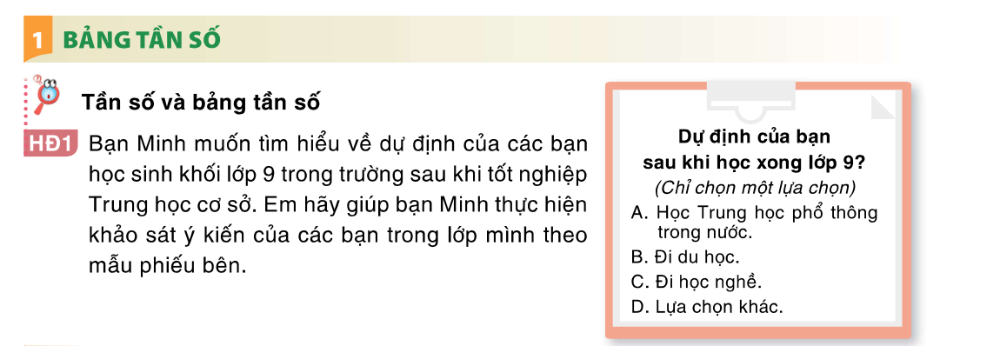 1 BẢNG TẦN SỐ
Tần số và bảng tần số
HĐ1 Bạn Minh muốn tìm hiểu về dự định của các bạn
học sinh khối lớp 9 trong trường sau khi tốt nghiệp
Trung học cơ sở. Em hãy giúp bạn Minh thực hiện
khảo sát ý kiến của các bạn trong lớp mình theo
mẫu phiếu bên.
Dự định của bạn
sau khi học xong lớp 9?
(Chỉ chọn một lựa chọn)
A. Học Trung học phổ thông
trong nước.
B. Đi du học.
C. Đi học nghề.
D. Lựa chọn khác.